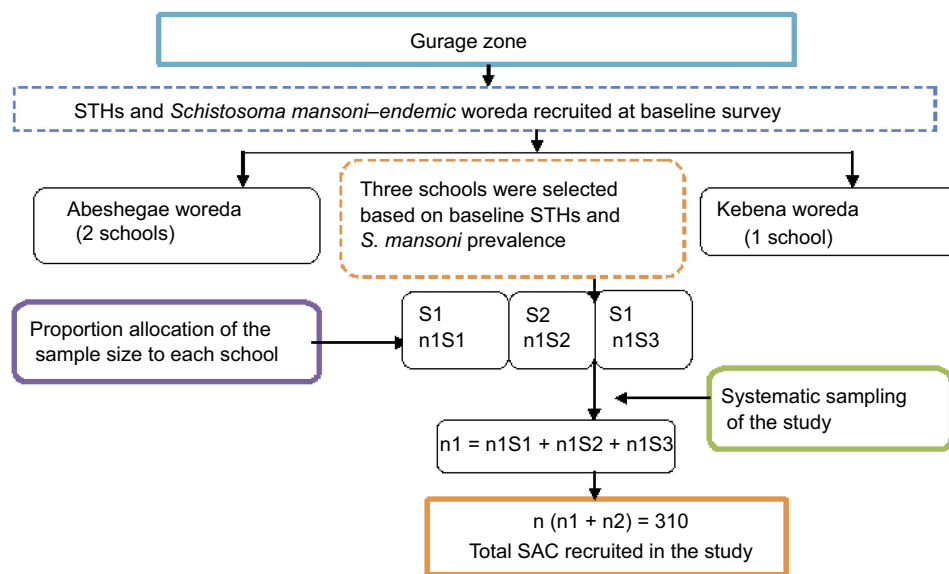 Gurage zone
STHs and Schistosoma mansoni–endemic woreda recruited at baseline survey
Abeshegae woreda
(2 schools)
Three schools were selected
based on baseline STHs and
S. mansoni prevalence
Kebena woreda
(1 school)
Proportion allocation of the
sample size to each school
S1
n1S1
S2
n1S2
S1
n1S3
Systematic sampling
of the study
n1 = n1S1 + n1S2 + n1S3
n (n1 + n2) = 310
Total SAC recruited in the study